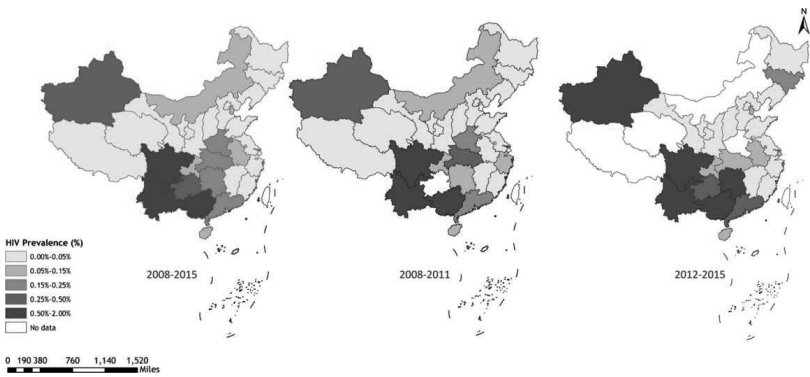 N
HIV Prevalence (%)
0.00%-0.05%
0.05%-0.15%
0.15%-0.25%
0.25%-0.50%
0.50%-2.00%
No data
2008-2015
2008-2011
2012-2015
0 190 380 760 1,140 1,520
Miles